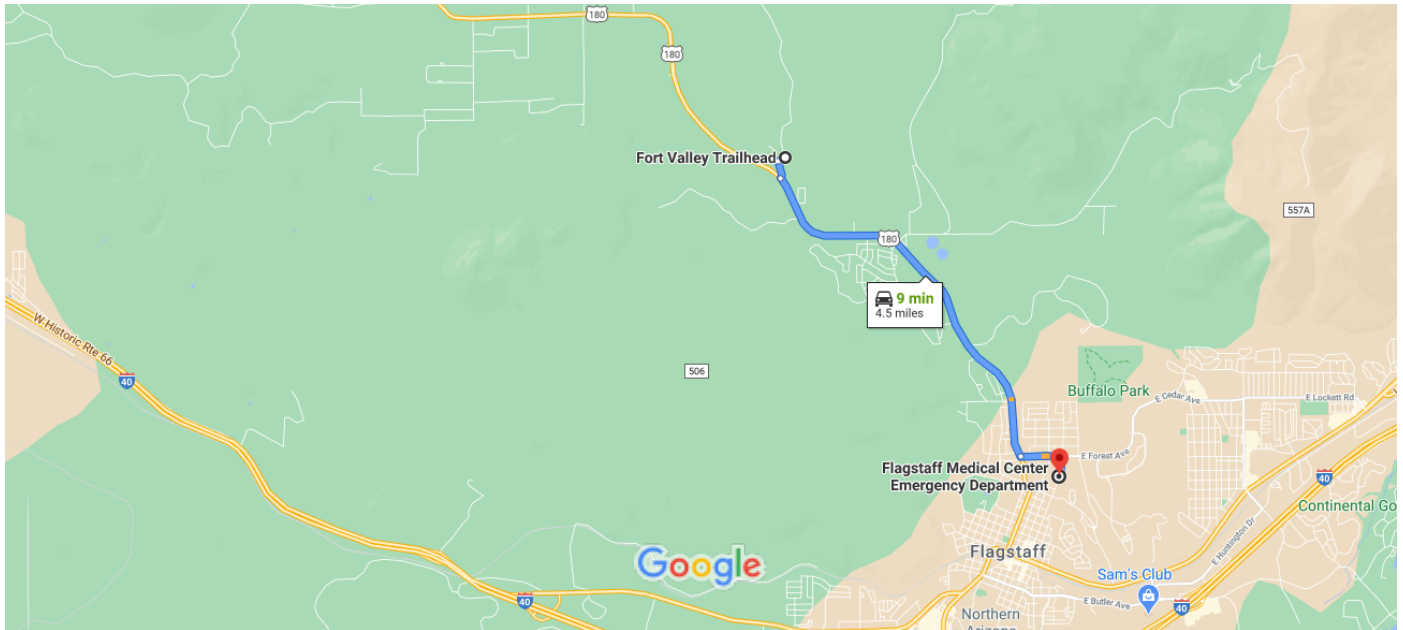 180
180
Fort Valley Trailhead
557A
180
9 min
4.5 miles
W Historic Rte 66
40
506
Buffalo Park
E Cedar Ave
E Lockett Rd
Flagstaff Medical Center
Emergency Department
E Forest Ave
40
Continental Go
E Huntington Dr
Flagstaff
Google
Sam's Club
40
E Butler Ave
40
Northern
Arizona